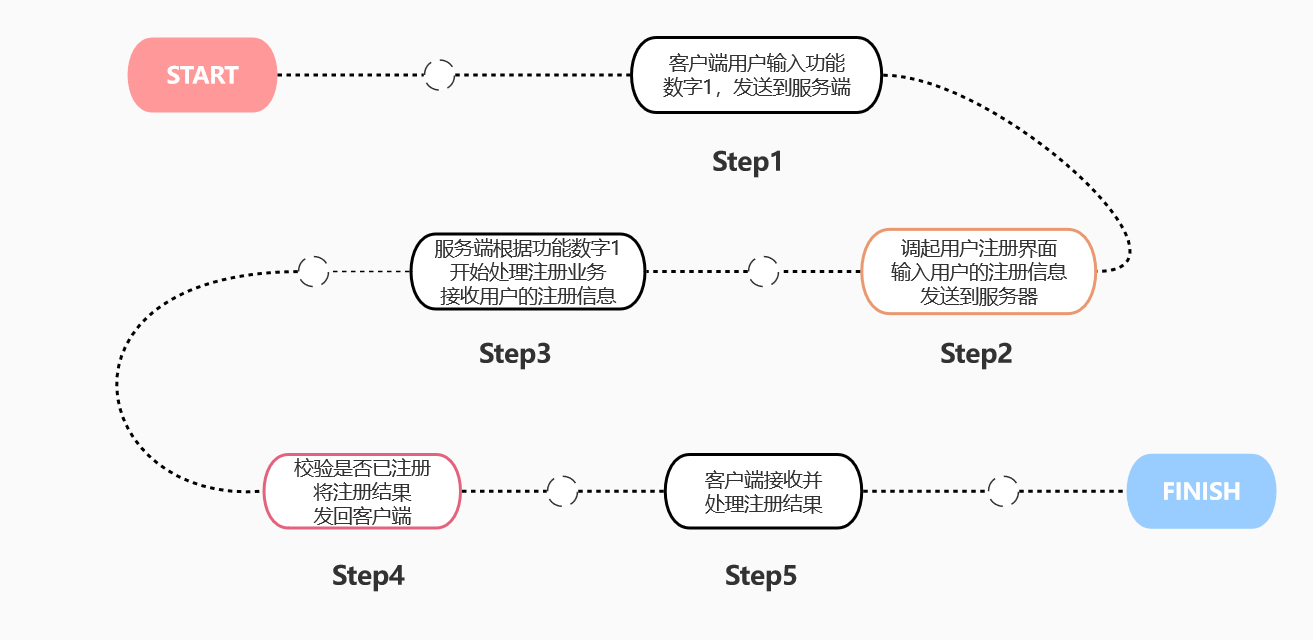 START
客户端用户输入功能
数字1，发送到服务端
Step1
服务端根据功能数字1
开始处理注册业务
接收用户的注册信息
Step3
调起用户注册界面
输入用户的注册信息
发送到服务器
Step2
校验是否已注册
将注册结果
发回客户端
Step4
客户端接收并
处理注册结果
Step5
FINISH